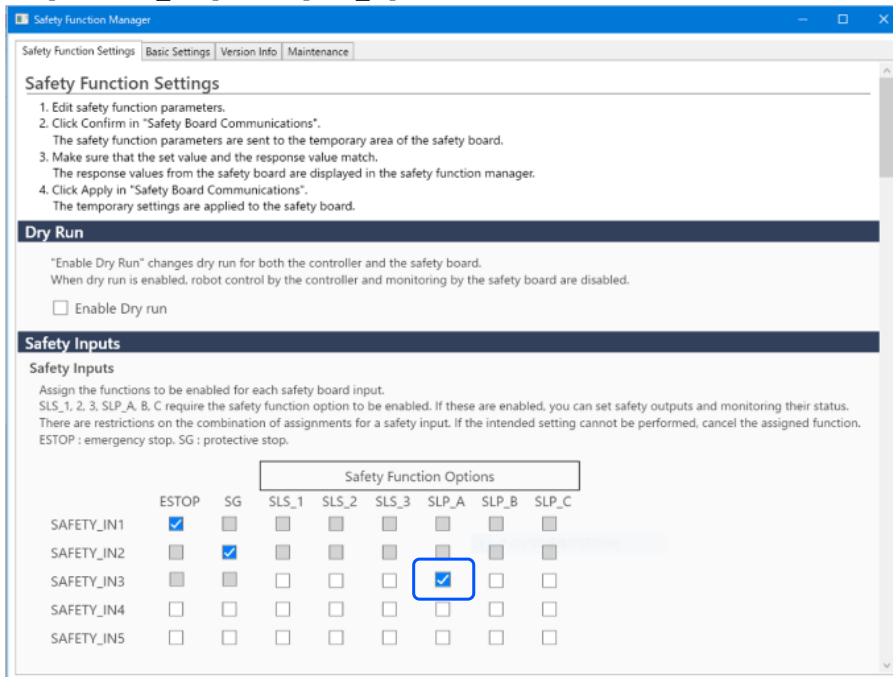 Safety Function Manager
Safety Function Settings Basic Settings Version Info Maintenance
Safety Function Settings
1. Edit safety function parameters.
2. Click Confirm in "Safety Board Communications".
The safety function parameters are sent to the temporary area of the safety board.
3. Make sure that the set value and the response value match.
The response values from the safety board are displayed in the safety function manager.
4. Click Apply in "Safety Board Communications".
The temporary settings are applied to the safety board.
Dry Run
"Enable Dry Run" changes dry run for both the controller and the safety board.
When dry run is enabled, robot control by the controller and monitoring by the safety board are disabled.
Enable Dry run
Safety Inputs
Safety Inputs
Assign the functions to be enabled for each safety board input.
SLS_1, 2, 3, SLP_A, B, C require the safety function option to be enabled. If these are enabled, you can set safety outputs and monitoring their status.
There are restrictions on the combination of assignments for a safety input. If the intended setting cannot be performed, cancel the assigned function.
ESTOP : emergency stop. SG : protective stop.
Safety Function Options
ESTOP SG SLS_1 SLS_2 SLS_3 SLP_A SLP_B SLP_C
SAFETY_IN1
SAFETY_IN2
SAFETY_IN3
SAFETY_IN4
SAFETY_IN5